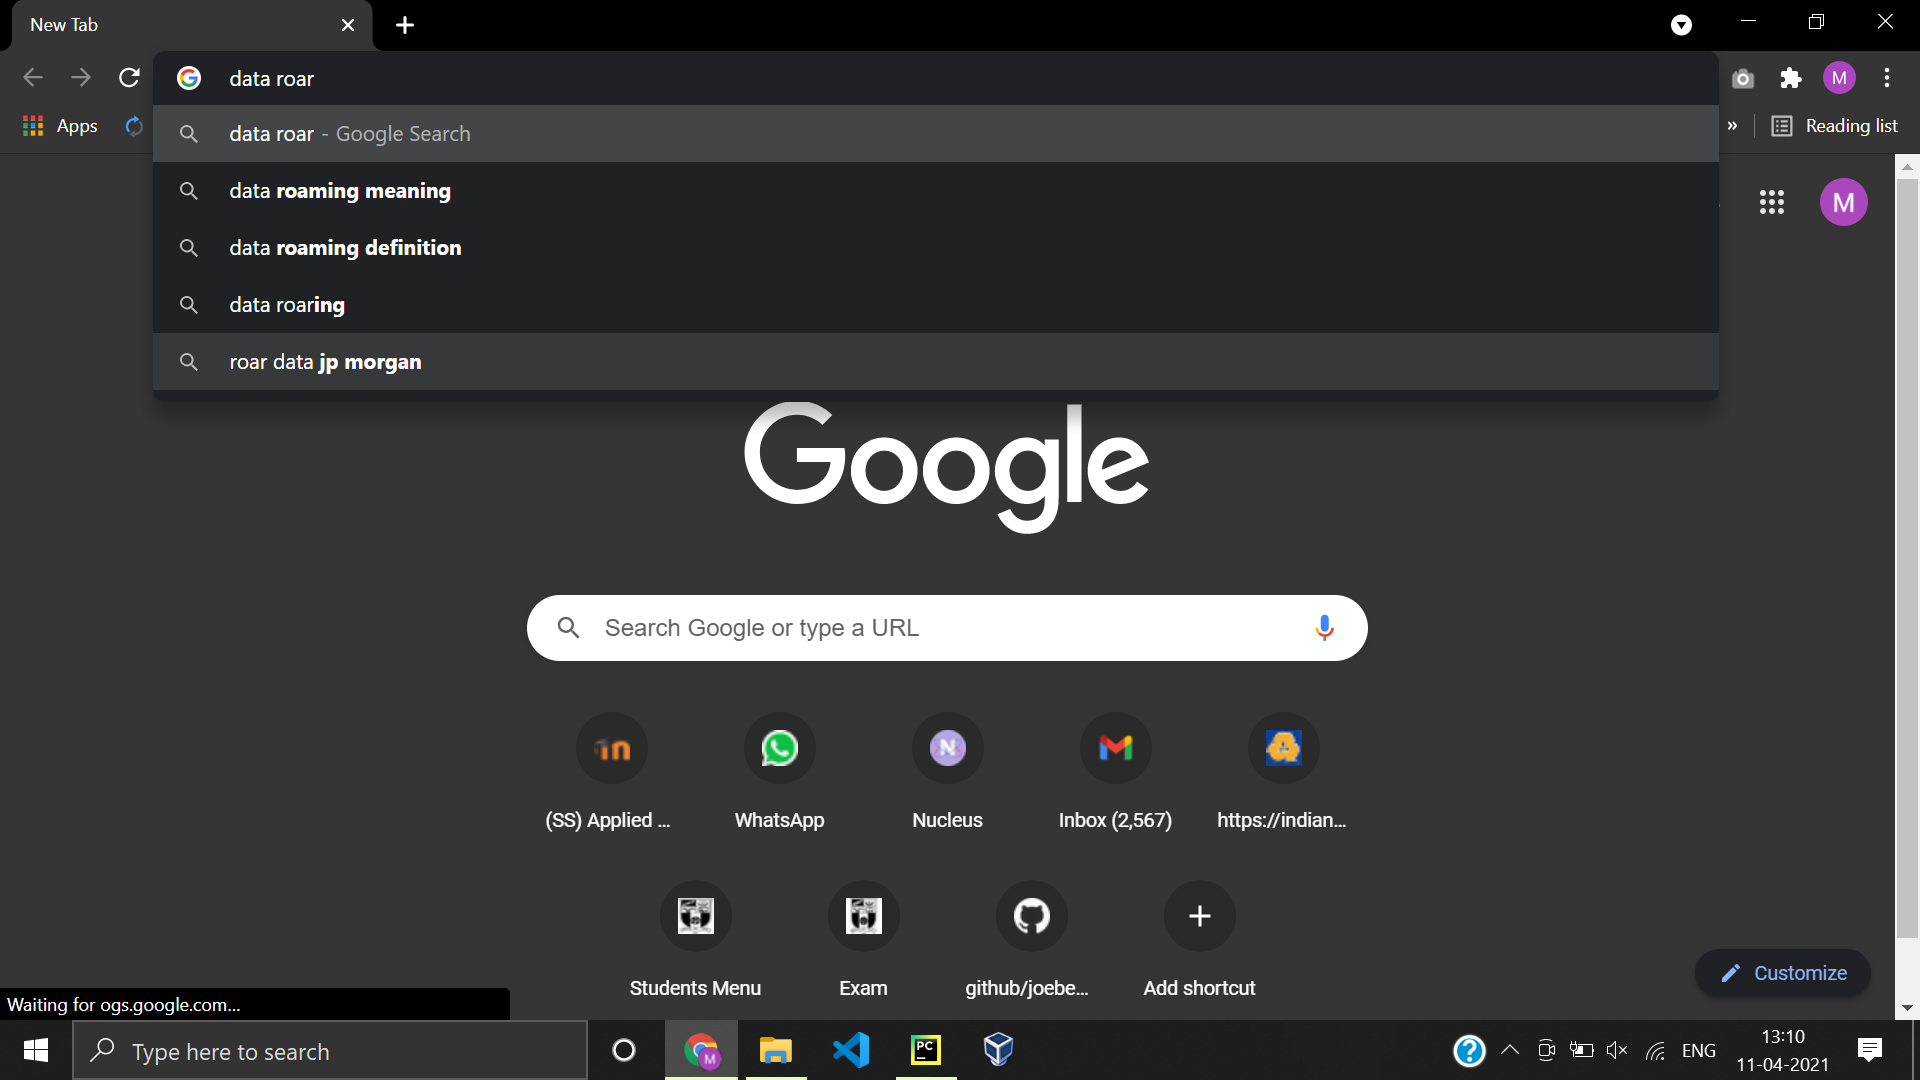 New Tab
data roar
Apps
data roar - Google Search
Reading list
data roaming meaning
data roaming definition
M
data roaring
roar data jp morgan
Google
Search Google or type a URL
(SS) Applied ...
WhatsApp
Nucleus
Inbox (2,567)
https://indian...
Students Menu
Exam
github/joebe...
Add shortcut
Customize
Waiting for ogs.google.com...
Type here to search
ENG
13:10
11-04-2021